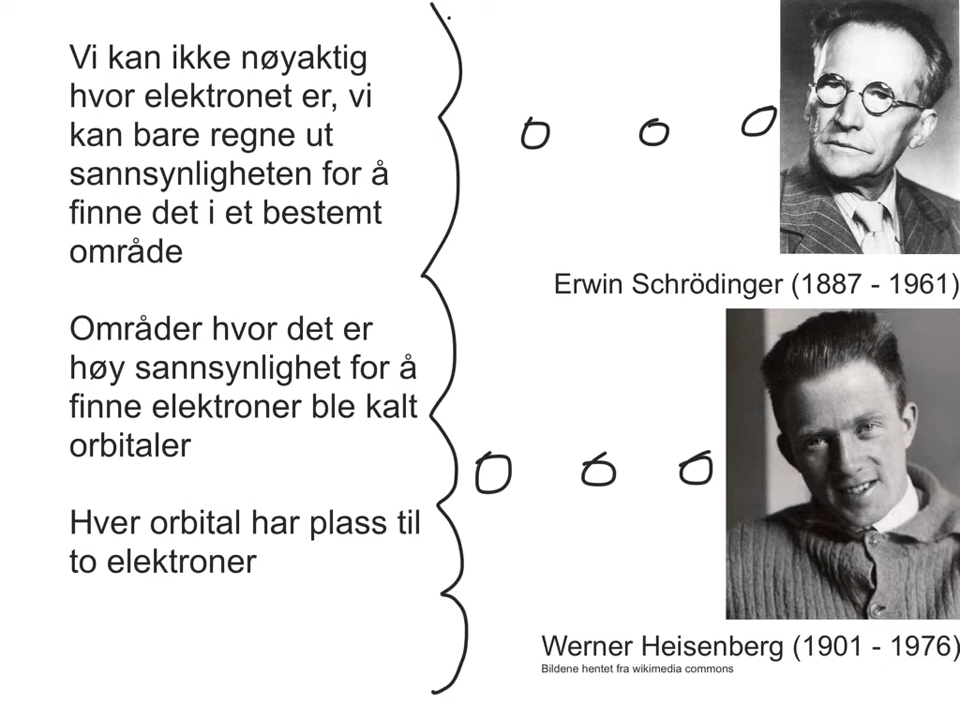 Vi kan ikke nøyaktig
hvor elektronet er, vi
kan bare regne ut
sannsynligheten for å
finne det i et bestemt
område
Områder hvor det er
høy sannsynlighet for å
finne elektroner ble kalt
orbitaler
Hver orbital har plass til
to elektroner
Erwin Schrödinger (1887 - 1961)
Werner Heisenberg (1901 - 1976)
Bildene hentet fra wikimedia commons